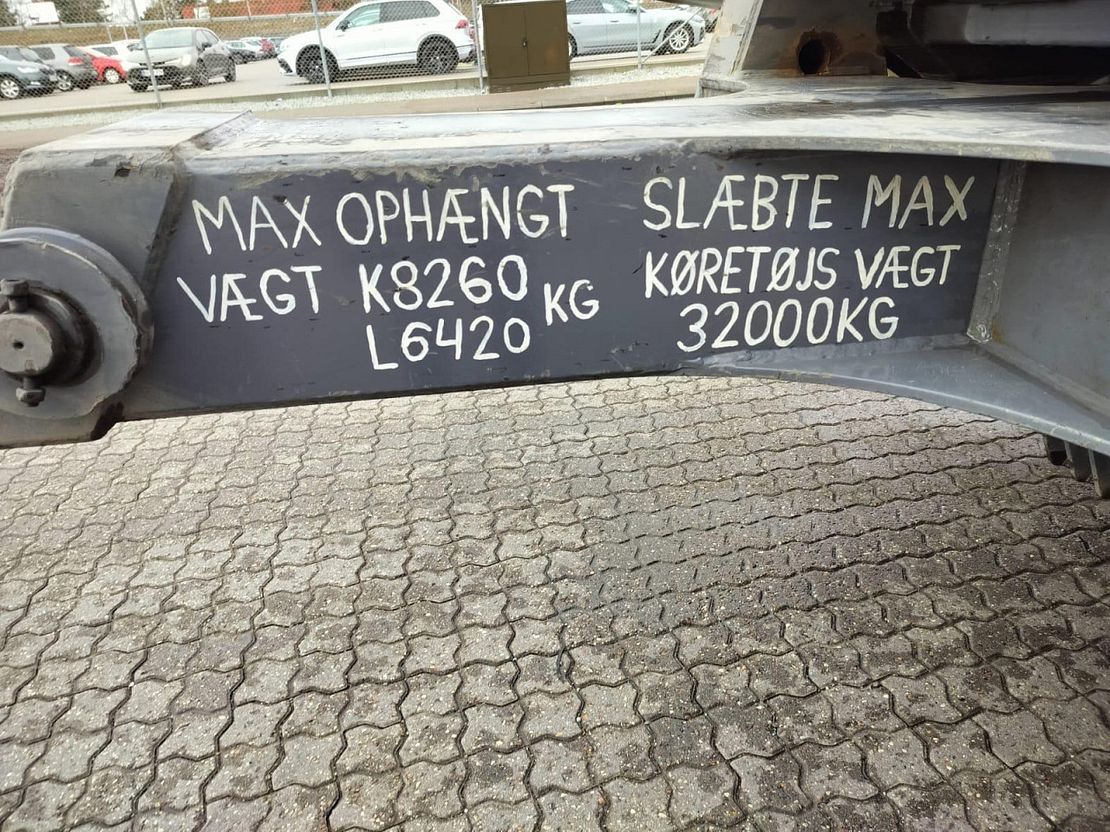 MAX OPHÆNGT
VÆGT K8260 KG
L6420
SLÆBTE MAX
KØRETØJS VÆGT
32000KG